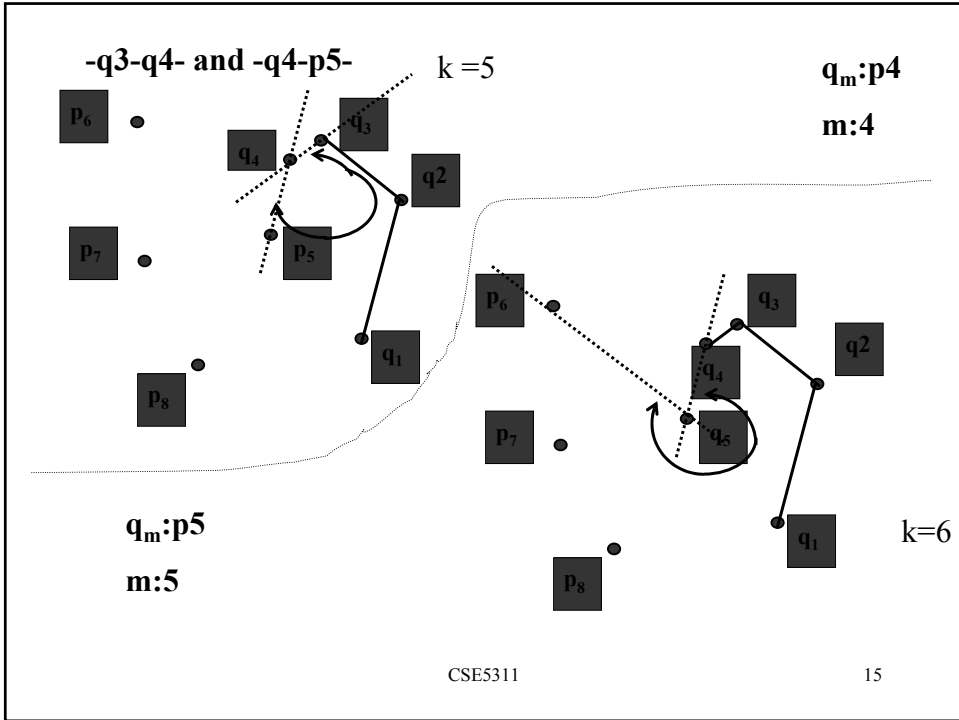 -q3-q4- and -q4-p5-
k =5
qₘ:p4
m:4
p₆
q₃
q₄
q2
p₇
p₅
q₁
p₈
p₆
q₃
q2
q₄
p₇
q₅
q₁
p₈
qₘ:p5
m:5
k=6
CSE5311
15